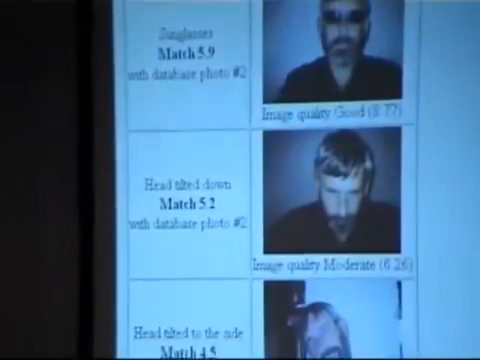 Sunglasses
Match 5.9
with database photo #2
Image quality Good (8.77)
Head tilted down
Match 5.2
with database photo #2
Image quality Moderate (6.26)
Head tilted to the side
Match 4.5